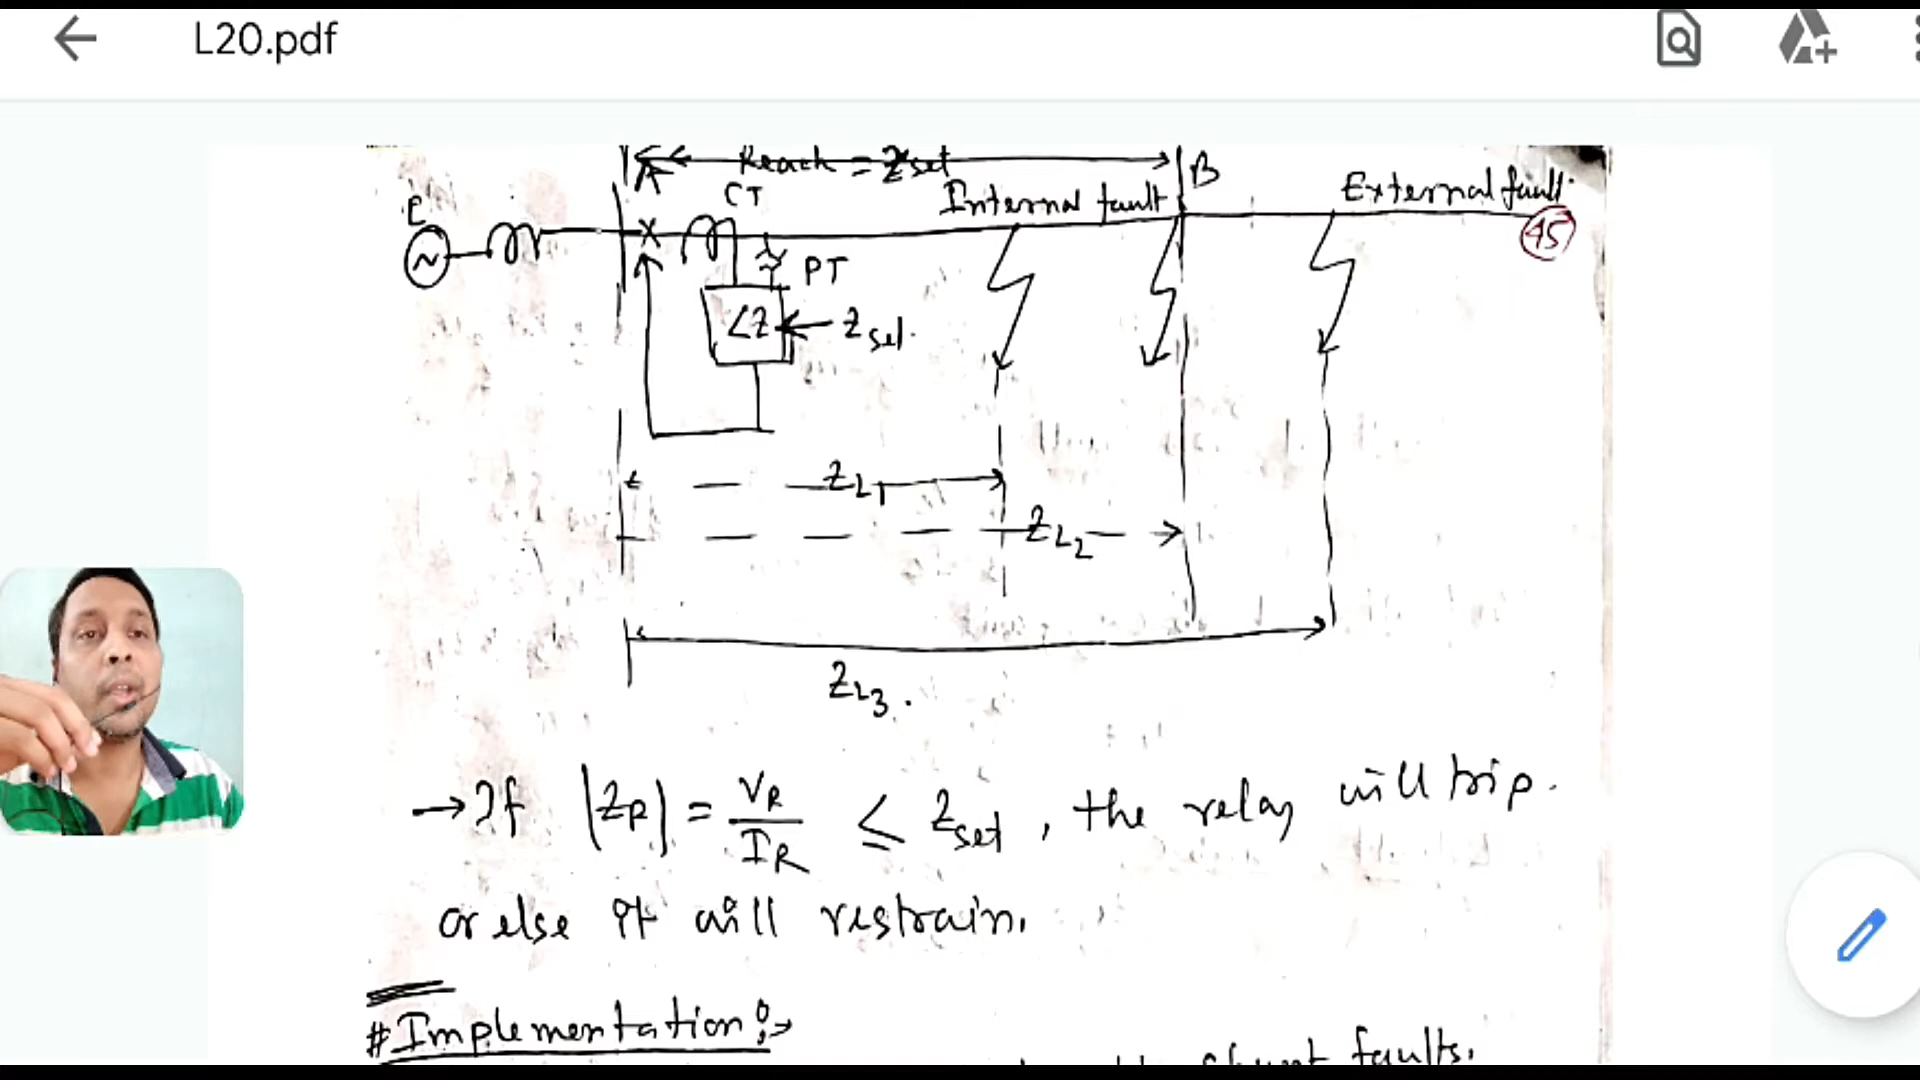 L20.pdf
Reach = Zset
A
B
CT
Internal fault
External fault.
E
45
PT
<Z
Zset.
ZL1
ZL2
ZL3.
→ If |ZR| = VR/IR ≤ Zset, the relay will trip.
or else it will restrain.
#Implementation:→
shunt faults.